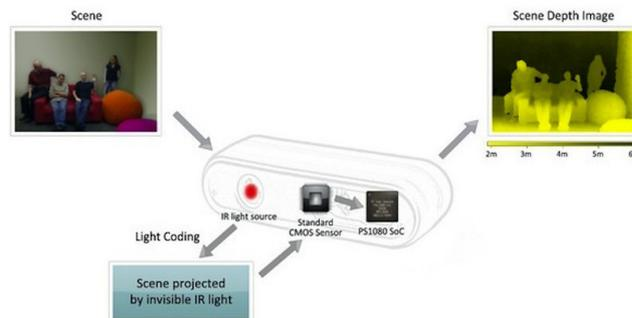 Scene
Scene Depth Image
2m 3m 4m 5m 6
IR light source
Standard
CMOS Sensor
PS1080 SoC
Light Coding
Scene projected
by invisible IR light